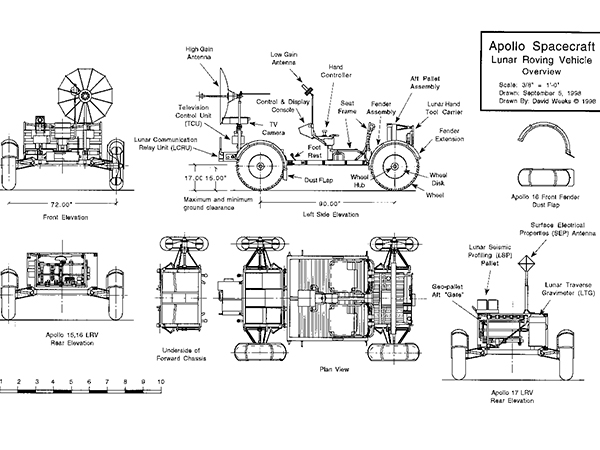 Apollo Spacecraft
Lunar Roving Vehicle
Overview
Scale: 3/8" = 1'-0"
Drawn: September 5, 1998
Drawn By: David Weeks © 1998
High Gain
Antenna
Low Gain
Antenna
Hand
Controller
Aft Pallet
Assembly
Television
Control Unit
(TCU)
Control & Display
Console
Seat
Frame
Fender
Assembly
Lunar Hand
Tool Carrier
TV
Camera
Fender
Extension
Lunar Communication
Relay Unit (LCRU)
Foot
Rest
Dust Flap
Wheel
Hub
Wheel
Disk
Wheel
17.00
15.00"
72.00"
Front Elevation
Maximum and minimum
ground clearance
90.00"
Left Side Elevation
Apollo 16 Front Fender
Dust Flap
Surface Electrical
Properties (SEP) Antenna
Lunar Seismic
Profiling (LSP)
Pallet
Lunar Traverse
Gravimeter (LTG)
Geo-pallet
Aft "Gate"
Apollo 15,16 LRV
Rear Elevation
Underside of
Forward Chassis
Plan View
Apollo 17 LRV
Rear Elevation
1 2 3 4 5 6 7 8 9 10